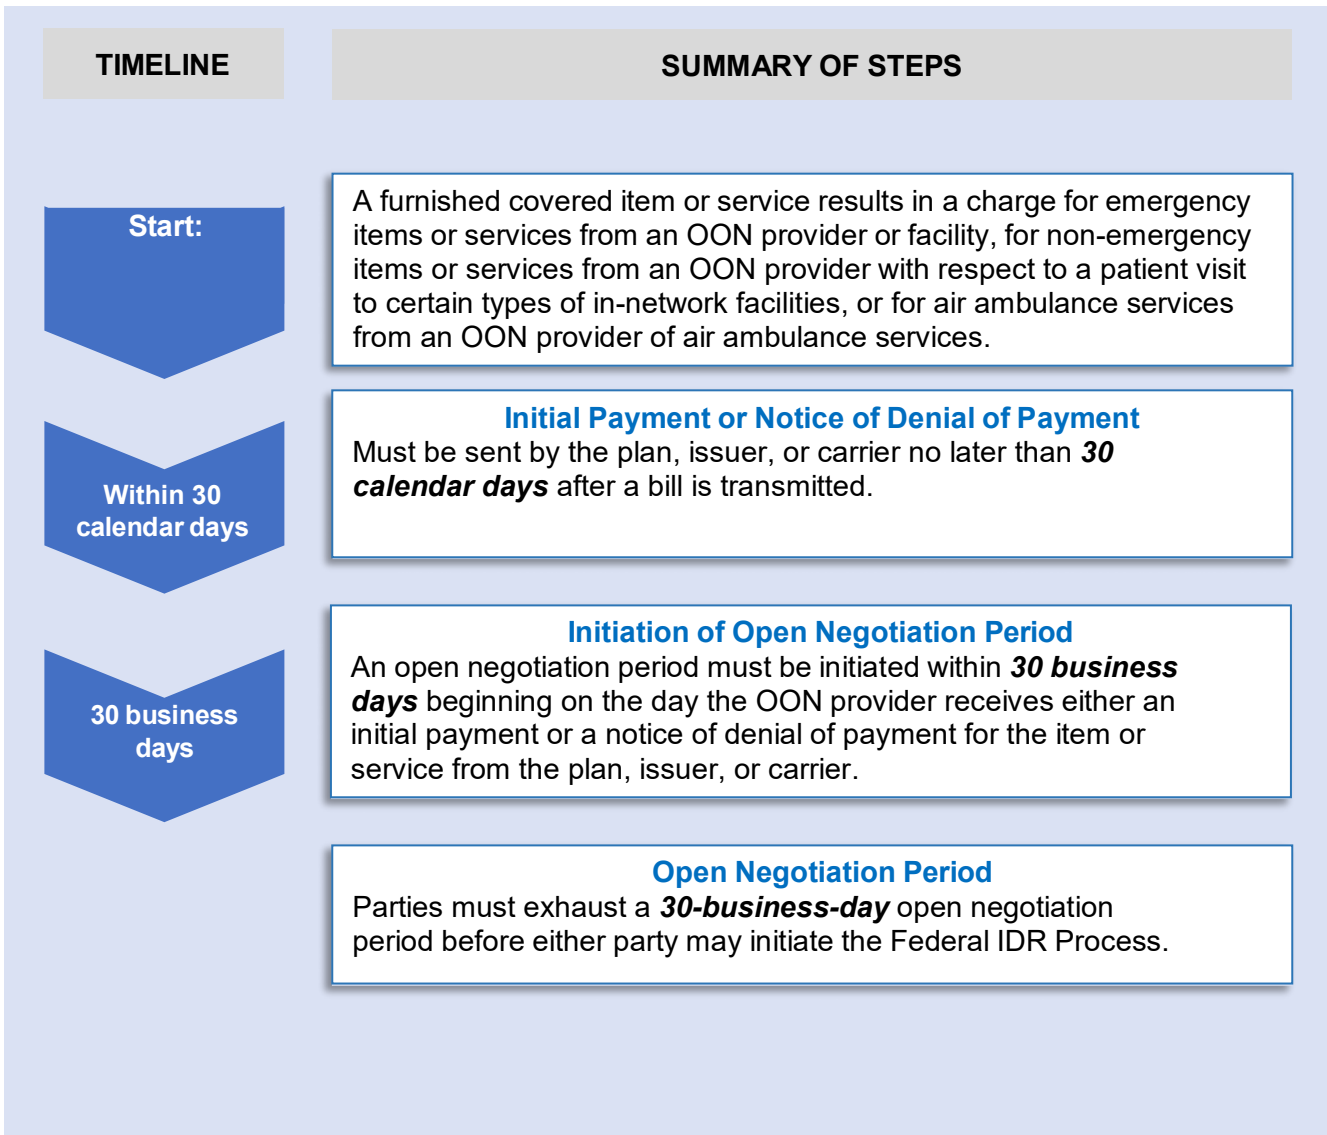 TIMELINE
SUMMARY OF STEPS
Start:
A furnished covered item or service results in a charge for emergency
items or services from an OON provider or facility, for non-emergency
items or services from an OON provider with respect to a patient visit
to certain types of in-network facilities, or for air ambulance services
from an OON provider of air ambulance services.
Within 30
calendar days
Initial Payment or Notice of Denial of Payment
Must be sent by the plan, issuer, or carrier no later than 30
calendar days after a bill is transmitted.
30 business
days
Initiation of Open Negotiation Period
An open negotiation period must be initiated within 30 business
days beginning on the day the OON provider receives either an
initial payment or a notice of denial of payment for the item or
service from the plan, issuer, or carrier.
Open Negotiation Period
Parties must exhaust a 30-business-day open negotiation
period before either party may initiate the Federal IDR Process.